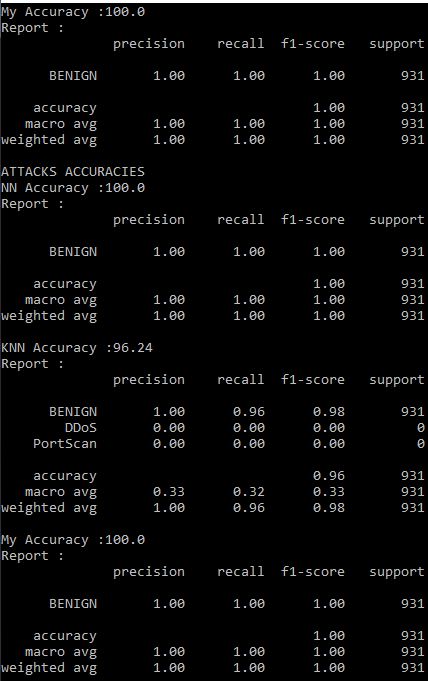 My Accuracy :100.0
Report :
precision recall f1-score support
BENIGN 1.00 1.00 1.00 931
accuracy 1.00 931
macro avg 1.00 1.00 1.00 931
weighted avg 1.00 1.00 1.00 931
ATTACKS ACCURACIES
NN Accuracy :100.0
Report :
precision recall f1-score support
BENIGN 1.00 1.00 1.00 931
accuracy 1.00 931
macro avg 1.00 1.00 1.00 931
weighted avg 1.00 1.00 1.00 931
KNN Accuracy :96.24
Report :
precision recall f1-score support
BENIGN 1.00 0.96 0.98 931
DDoS 0.00 0.00 0.00 0
PortScan 0.00 0.00 0.00 0
accuracy 0.96 931
macro avg 0.33 0.32 0.33 931
weighted avg 1.00 0.96 0.98 931
My Accuracy :100.0
Report :
precision recall f1-score support
BENIGN 1.00 1.00 1.00 931
accuracy 1.00 931
macro avg 1.00 1.00 1.00 931
weighted avg 1.00 1.00 1.00 931